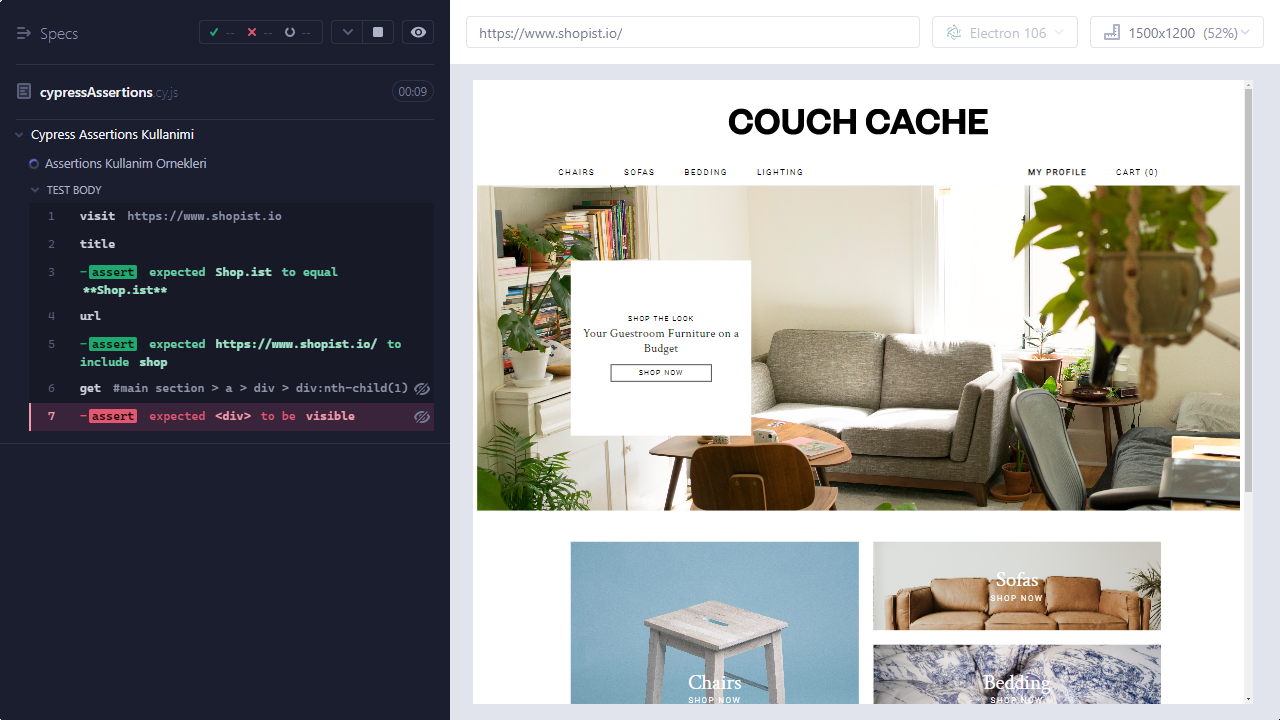 Specs
--
--
--
https://www.shopist.io/
Electron 106
1500x1200 (52%)
cypressAssertions.cy.js
00:09
Cypress Assertions Kullanimi
Assertions Kullanim Ornekleri
TEST BODY
1 visit https://www.shopist.io
2 title
3 -assert expected Shop.ist to equal
**Shop.ist**
4 url
5 -assert expected https://www.shopist.io/ to
include shop
6 get #main section > a > div > div:nth-child(1)
7 -assert expected <div> to be visible
COUCH CACHE
CHAIRS SOFAS BEDDING LIGHTING MY PROFILE CART (0)
SHOP THE LOOK
Your Guestroom Furniture on a
Budget
SHOP NOW
Sofas
SHOP NOW
Chairs
SHOP NOW
Bedding
SHOP NOW